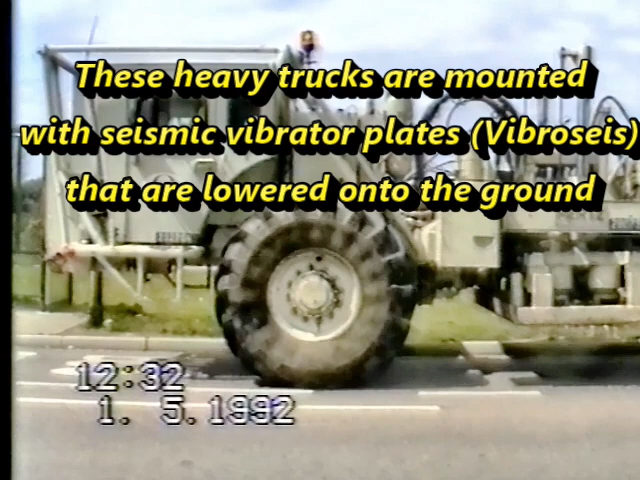 These heavy trucks are mounted
with seismic vibrator plates (Vibroseis)
that are lowered onto the ground
12:32
1. 5.1992